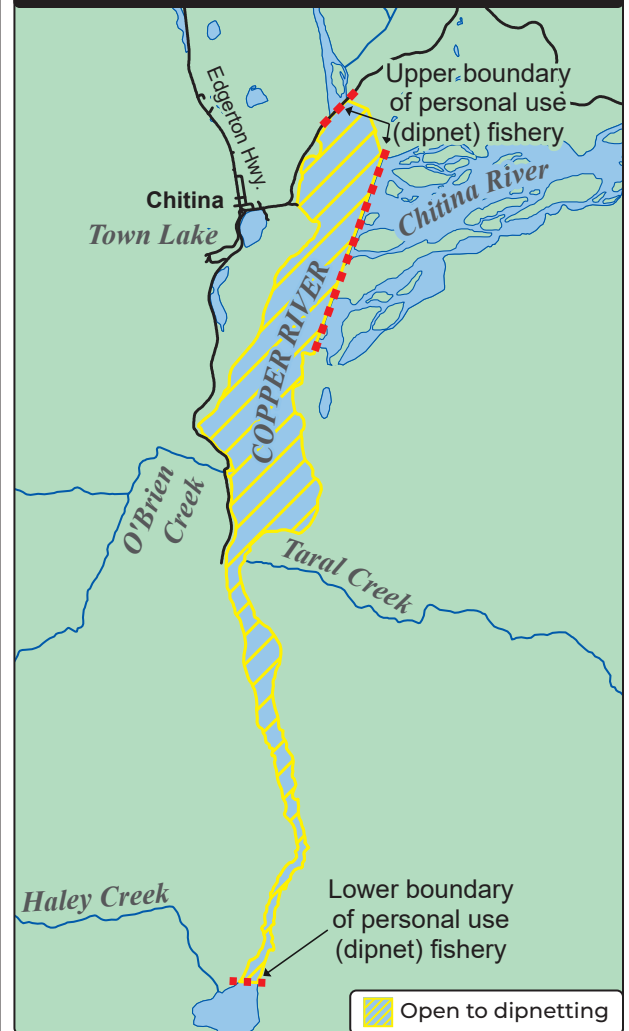 Upper boundary
of personal use
(dipnet) fishery
Edgerton Hwy.
Chitina River
Chitina
Town Lake
COPPER RIVER
O'Brien
Creek
Taral Creek
Haley Creek
Lower boundary
of personal use
(dipnet) fishery
Open to dipnetting